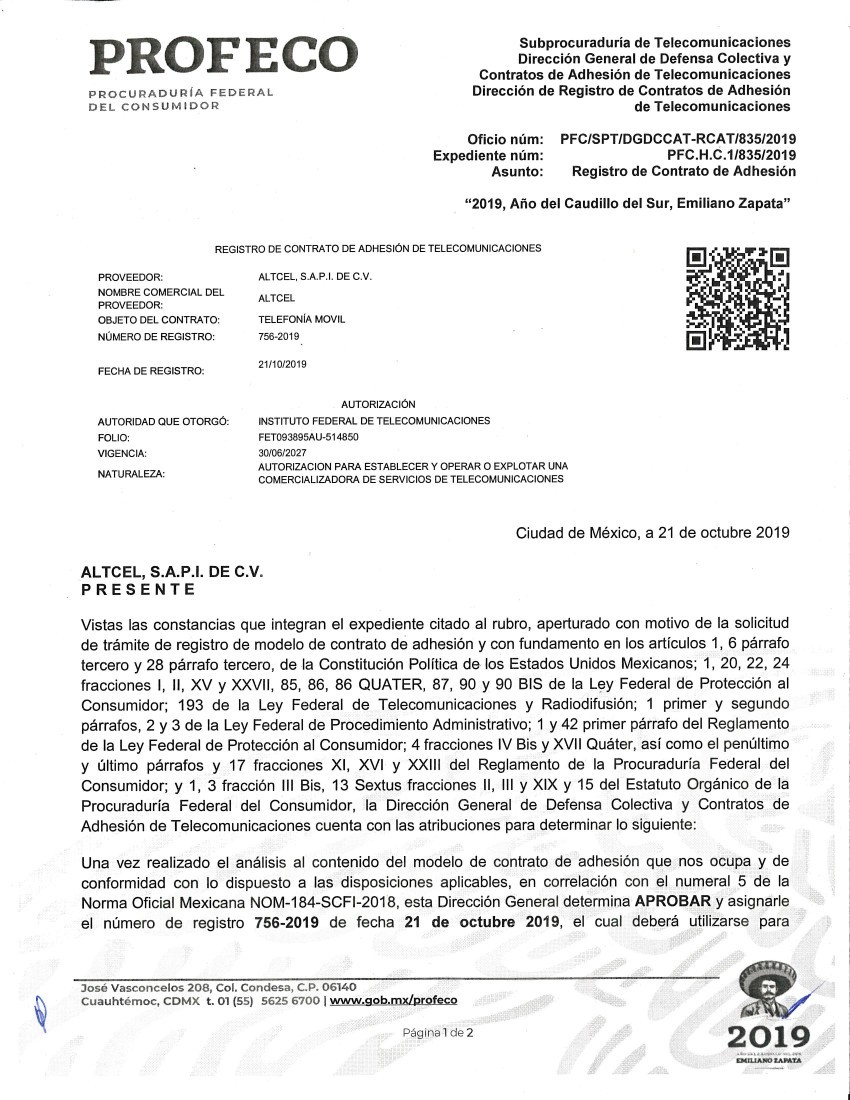 PROFECO
PROCURADURÍA FEDERAL
DEL CONSUMIDOR
Subprocuraduría de Telecomunicaciones
Dirección General de Defensa Colectiva y
Contratos de Adhesión de Telecomunicaciones
Dirección de Registro de Contratos de Adhesión
de Telecomunicaciones
Oficio núm: PFC/SPT/DGDCCAT-RCAT/835/2019
Expediente núm: PFC.H.C.1/835/2019
Asunto: Registro de Contrato de Adhesión
“2019, Año del Caudillo del Sur, Emiliano Zapata”
REGISTRO DE CONTRATO DE ADHESIÓN DE TELECOMUNICACIONES
PROVEEDOR: ALTCEL, S.A.P.I. DE C.V.
NOMBRE COMERCIAL DEL
PROVEEDOR: ALTCEL
OBJETO DEL CONTRATO: TELEFONÍA MOVIL
NÚMERO DE REGISTRO: 756-2019
FECHA DE REGISTRO: 21/10/2019
AUTORIZACIÓN
AUTORIDAD QUE OTORGÓ: INSTITUTO FEDERAL DE TELECOMUNICACIONES
FOLIO: FET093895AU-514850
VIGENCIA: 30/06/2027
NATURALEZA: AUTORIZACION PARA ESTABLECER Y OPERAR O EXPLOTAR UNA
COMERCIALIZADORA DE SERVICIOS DE TELECOMUNICACIONES
Ciudad de México, a 21 de octubre 2019
ALTCEL, S.A.P.I. DE C.V.
P R E S E N T E
Vistas las constancias que integran el expediente citado al rubro, aperturado con motivo de la solicitud
de trámite de registro de modelo de contrato de adhesión y con fundamento en los artículos 1, 6 párrafo
tercero y 28 párrafo tercero, de la Constitución Política de los Estados Unidos Mexicanos; 1, 20, 22, 24
fracciones I, II, XV y XXVII, 85, 86, 86 QUATER, 87, 90 y 90 BIS de la Ley Federal de Protección al
Consumidor; 193 de la Ley Federal de Telecomunicaciones y Radiodifusión; 1 primer y segundo
párrafos, 2 y 3 de la Ley Federal de Procedimiento Administrativo; 1 y 42 primer párrafo del Reglamento
de la Ley Federal de Protección al Consumidor; 4 fracciones IV Bis y XVII Quáter, así como el penúltimo
y último párrafos y 17 fracciones XI, XVI y XXIII del Reglamento de la Procuraduría Federal del
Consumidor; y 1, 3 fracción III Bis, 13 Sextus fracciones II, III y XIX y 15 del Estatuto Orgánico de la
Procuraduría Federal del Consumidor, la Dirección General de Defensa Colectiva y Contratos de
Adhesión de Telecomunicaciones cuenta con las atribuciones para determinar lo siguiente:
Una vez realizado el análisis al contenido del modelo de contrato de adhesión que nos ocupa y de
conformidad con lo dispuesto a las disposiciones aplicables, en correlación con el numeral 5 de la
Norma Oficial Mexicana NOM-184-SCFI-2018, esta Dirección General determina APROBAR y asignarle
el número de registro 756-2019 de fecha 21 de octubre 2019, el cual deberá utilizarse para
José Vasconcelos 208, Col. Condesa, C.P. 06140
Cuauhtémoc, CDMX t. 01 (55) 5625 6700 | www.gob.mx/profeco
Página 1 de 2
2019
EMILIANO ZAPATA